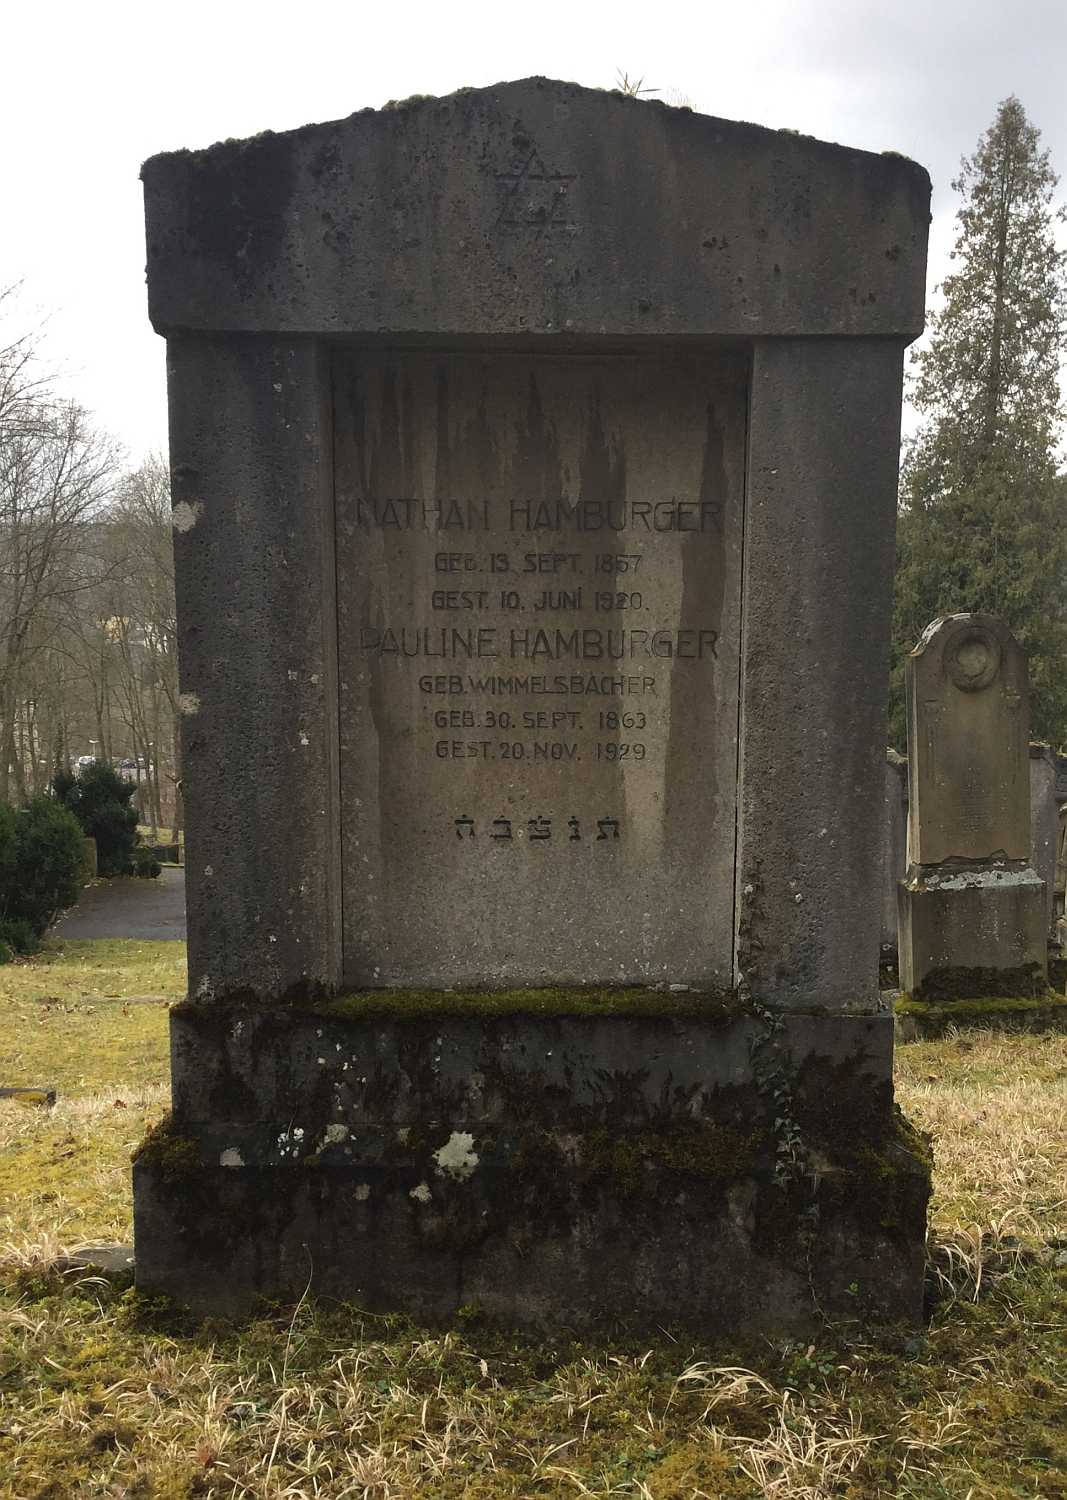 NATHAN HAMBURGER
GEB. 13. SEPT. 1857
GEST. 10. JUNI 1920.
PAULINE HAMBURGER
GEB. WIMMELSBACHER
GEB. 30. SEPT. 1863
GEST. 20. NOV. 1929
ת נ צ ב ה